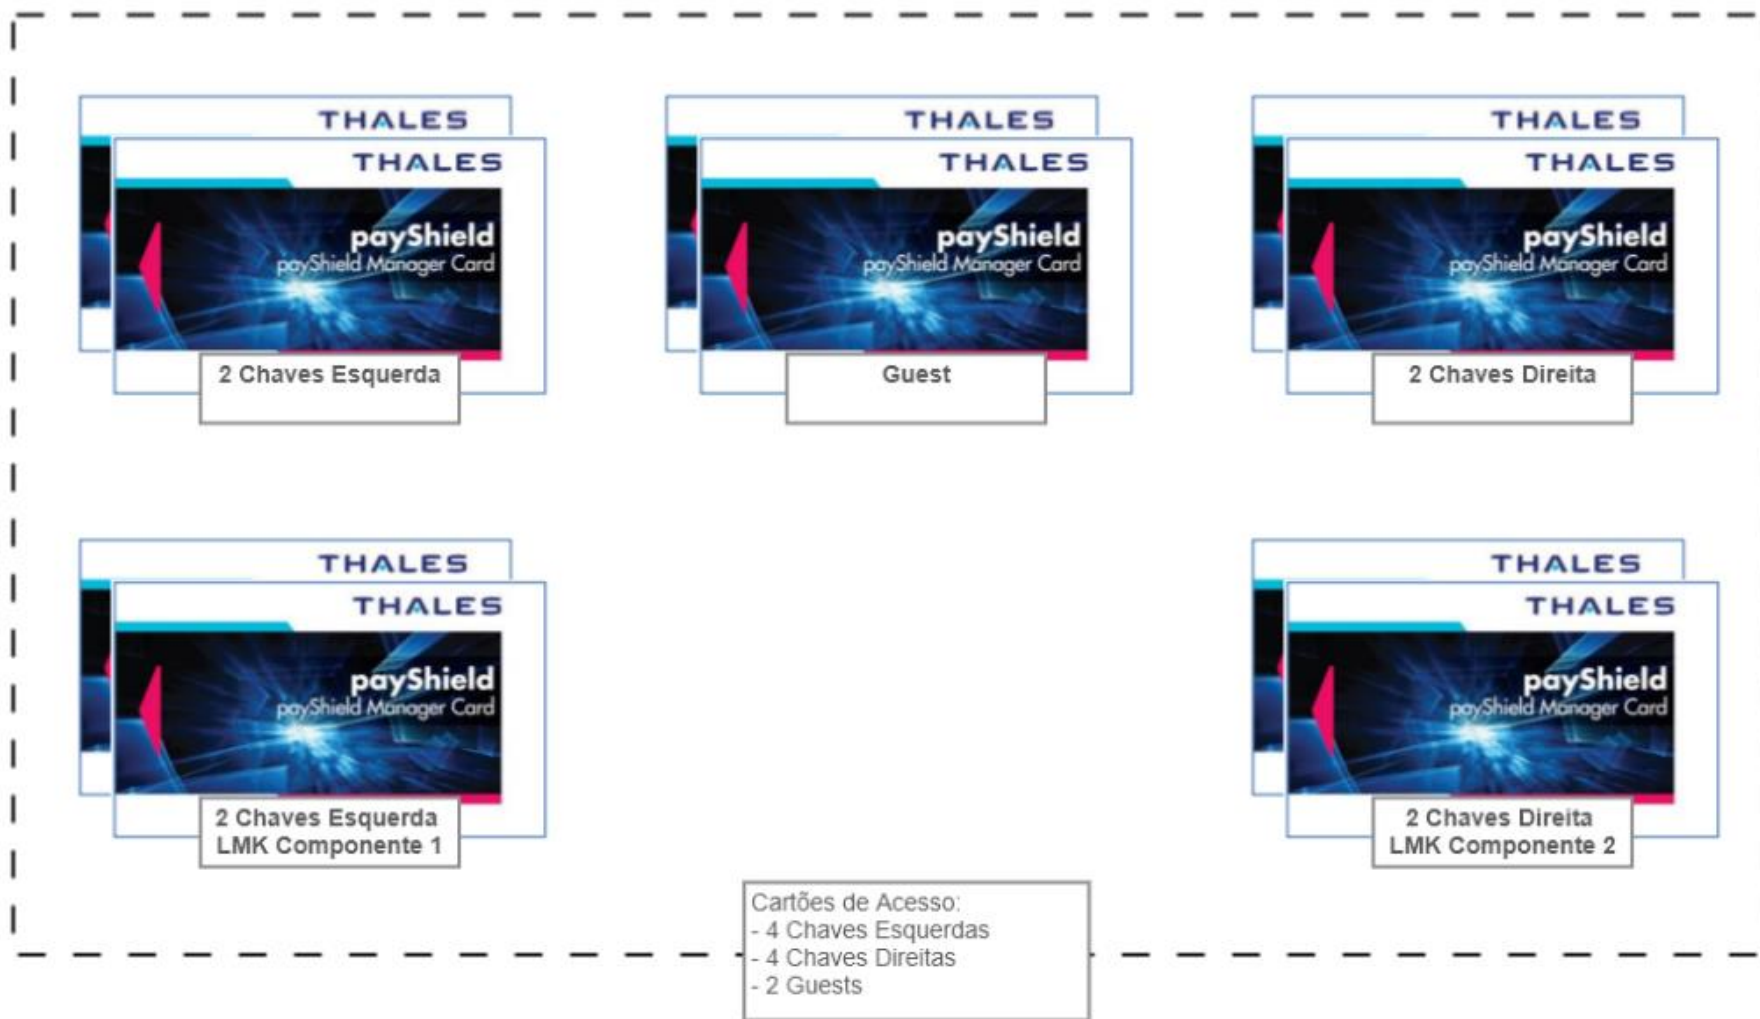 THALES
THALES
payShield
payShield Manager Card
2 Chaves Esquerda
THALES
THALES
payShield
payShield Manager Card
Guest
THALES
THALES
payShield
payShield Manager Card
2 Chaves Direita
THALES
THALES
payShield
payShield Manager Card
2 Chaves Esquerda
LMK Componente 1
THALES
THALES
payShield
payShield Manager Card
2 Chaves Direita
LMK Componente 2
Cartões de Acesso:
- 4 Chaves Esquerdas
- 4 Chaves Direitas
- 2 Guests